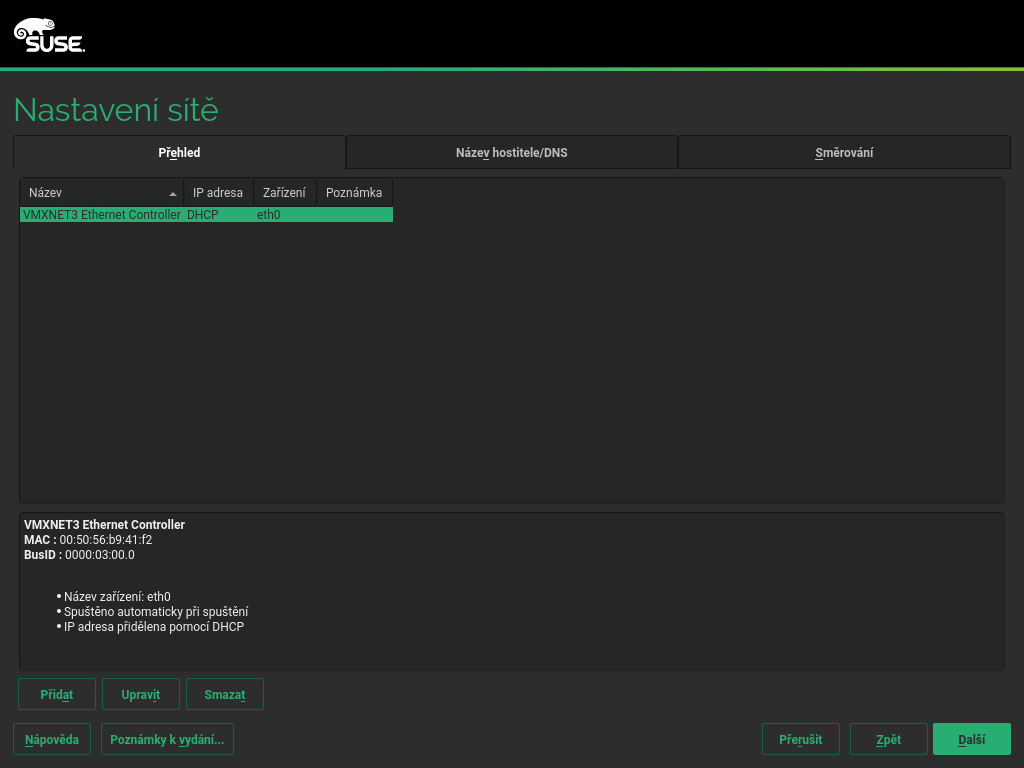 SUSE.
Nastavení sítě
Přehled
Název hostitele/DNS
Směrování
Název IP adresa Zařízení Poznámka
VMXNET3 Ethernet Controller DHCP eth0
VMXNET3 Ethernet Controller
MAC : 00:50:56:b9:41:f2
BusID : 0000:03:00.0
• Název zařízení: eth0
• Spuštěno automaticky při spuštění
• IP adresa přidělena pomocí DHCP
Přidat Upravit Smazat
Nápověda Poznámky k vydání... Přerušit Zpět Další